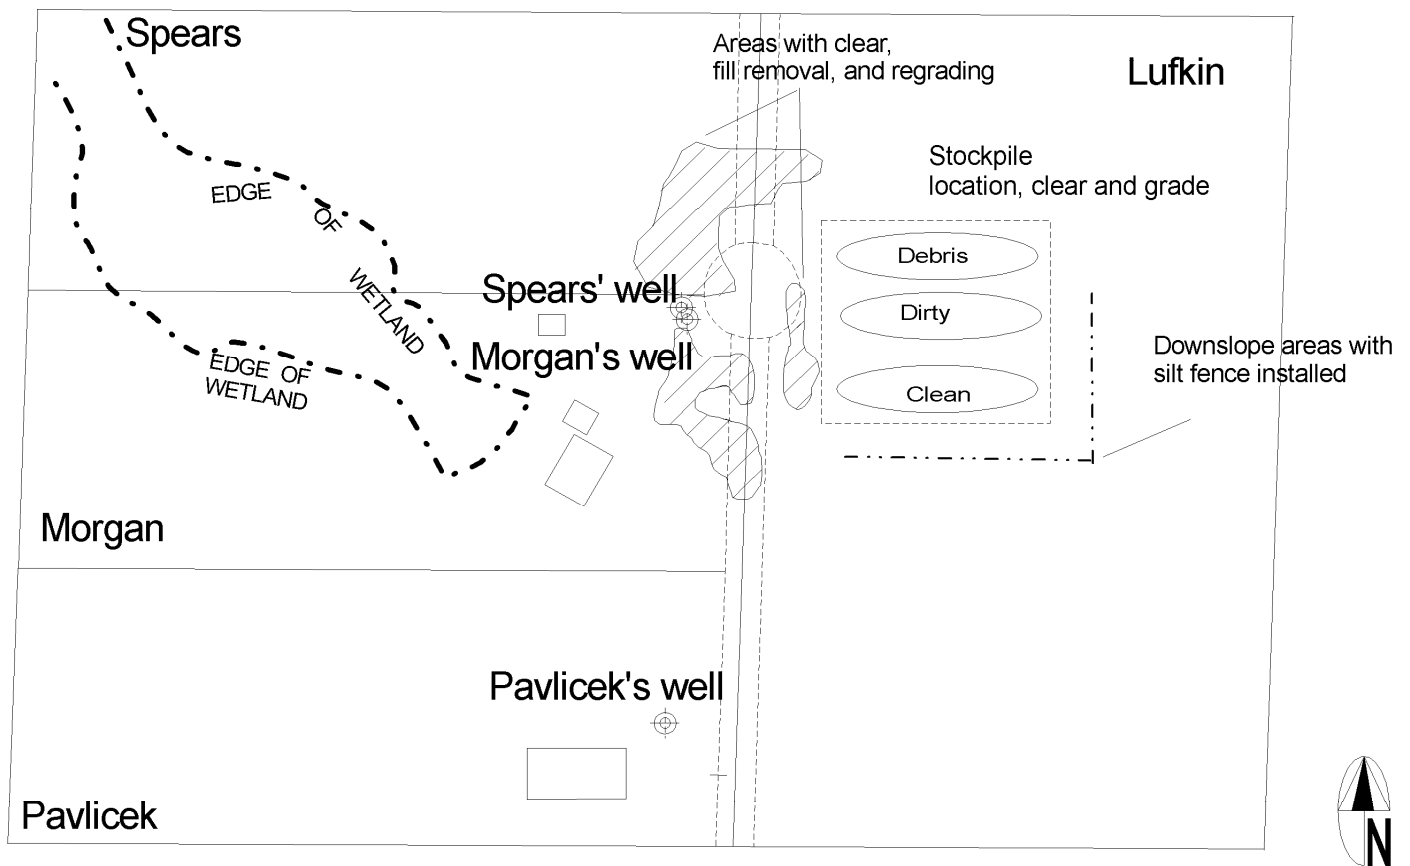 Spears
Areas with clear,
fill removal, and regrading
Lufkin
Stockpile
location, clear and grade
EDGE
OF
WETLAND
Debris
Spears' well
Dirty
Morgan's well
Downslope areas with
silt fence installed
EDGE OF
WETLAND
Clean
Morgan
Pavlicek's well
Pavlicek
N